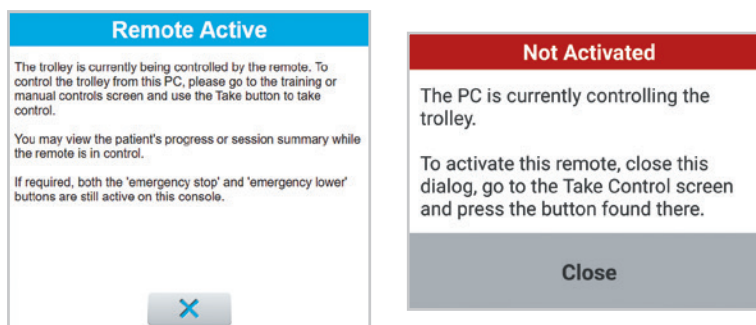 Remote Active
The trolley is currently being controlled by the remote. To
control the trolley from this PC, please go to the training or
manual controls screen and use the Take button to take
control.
You may view the patient's progress or session summary while
the remote is in control.
If required, both the 'emergency stop' and 'emergency lower'
buttons are still active on this console.
Not Activated
The PC is currently controlling the
trolley.
To activate this remote, close this
dialog, go to the Take Control screen
and press the button found there.
Close